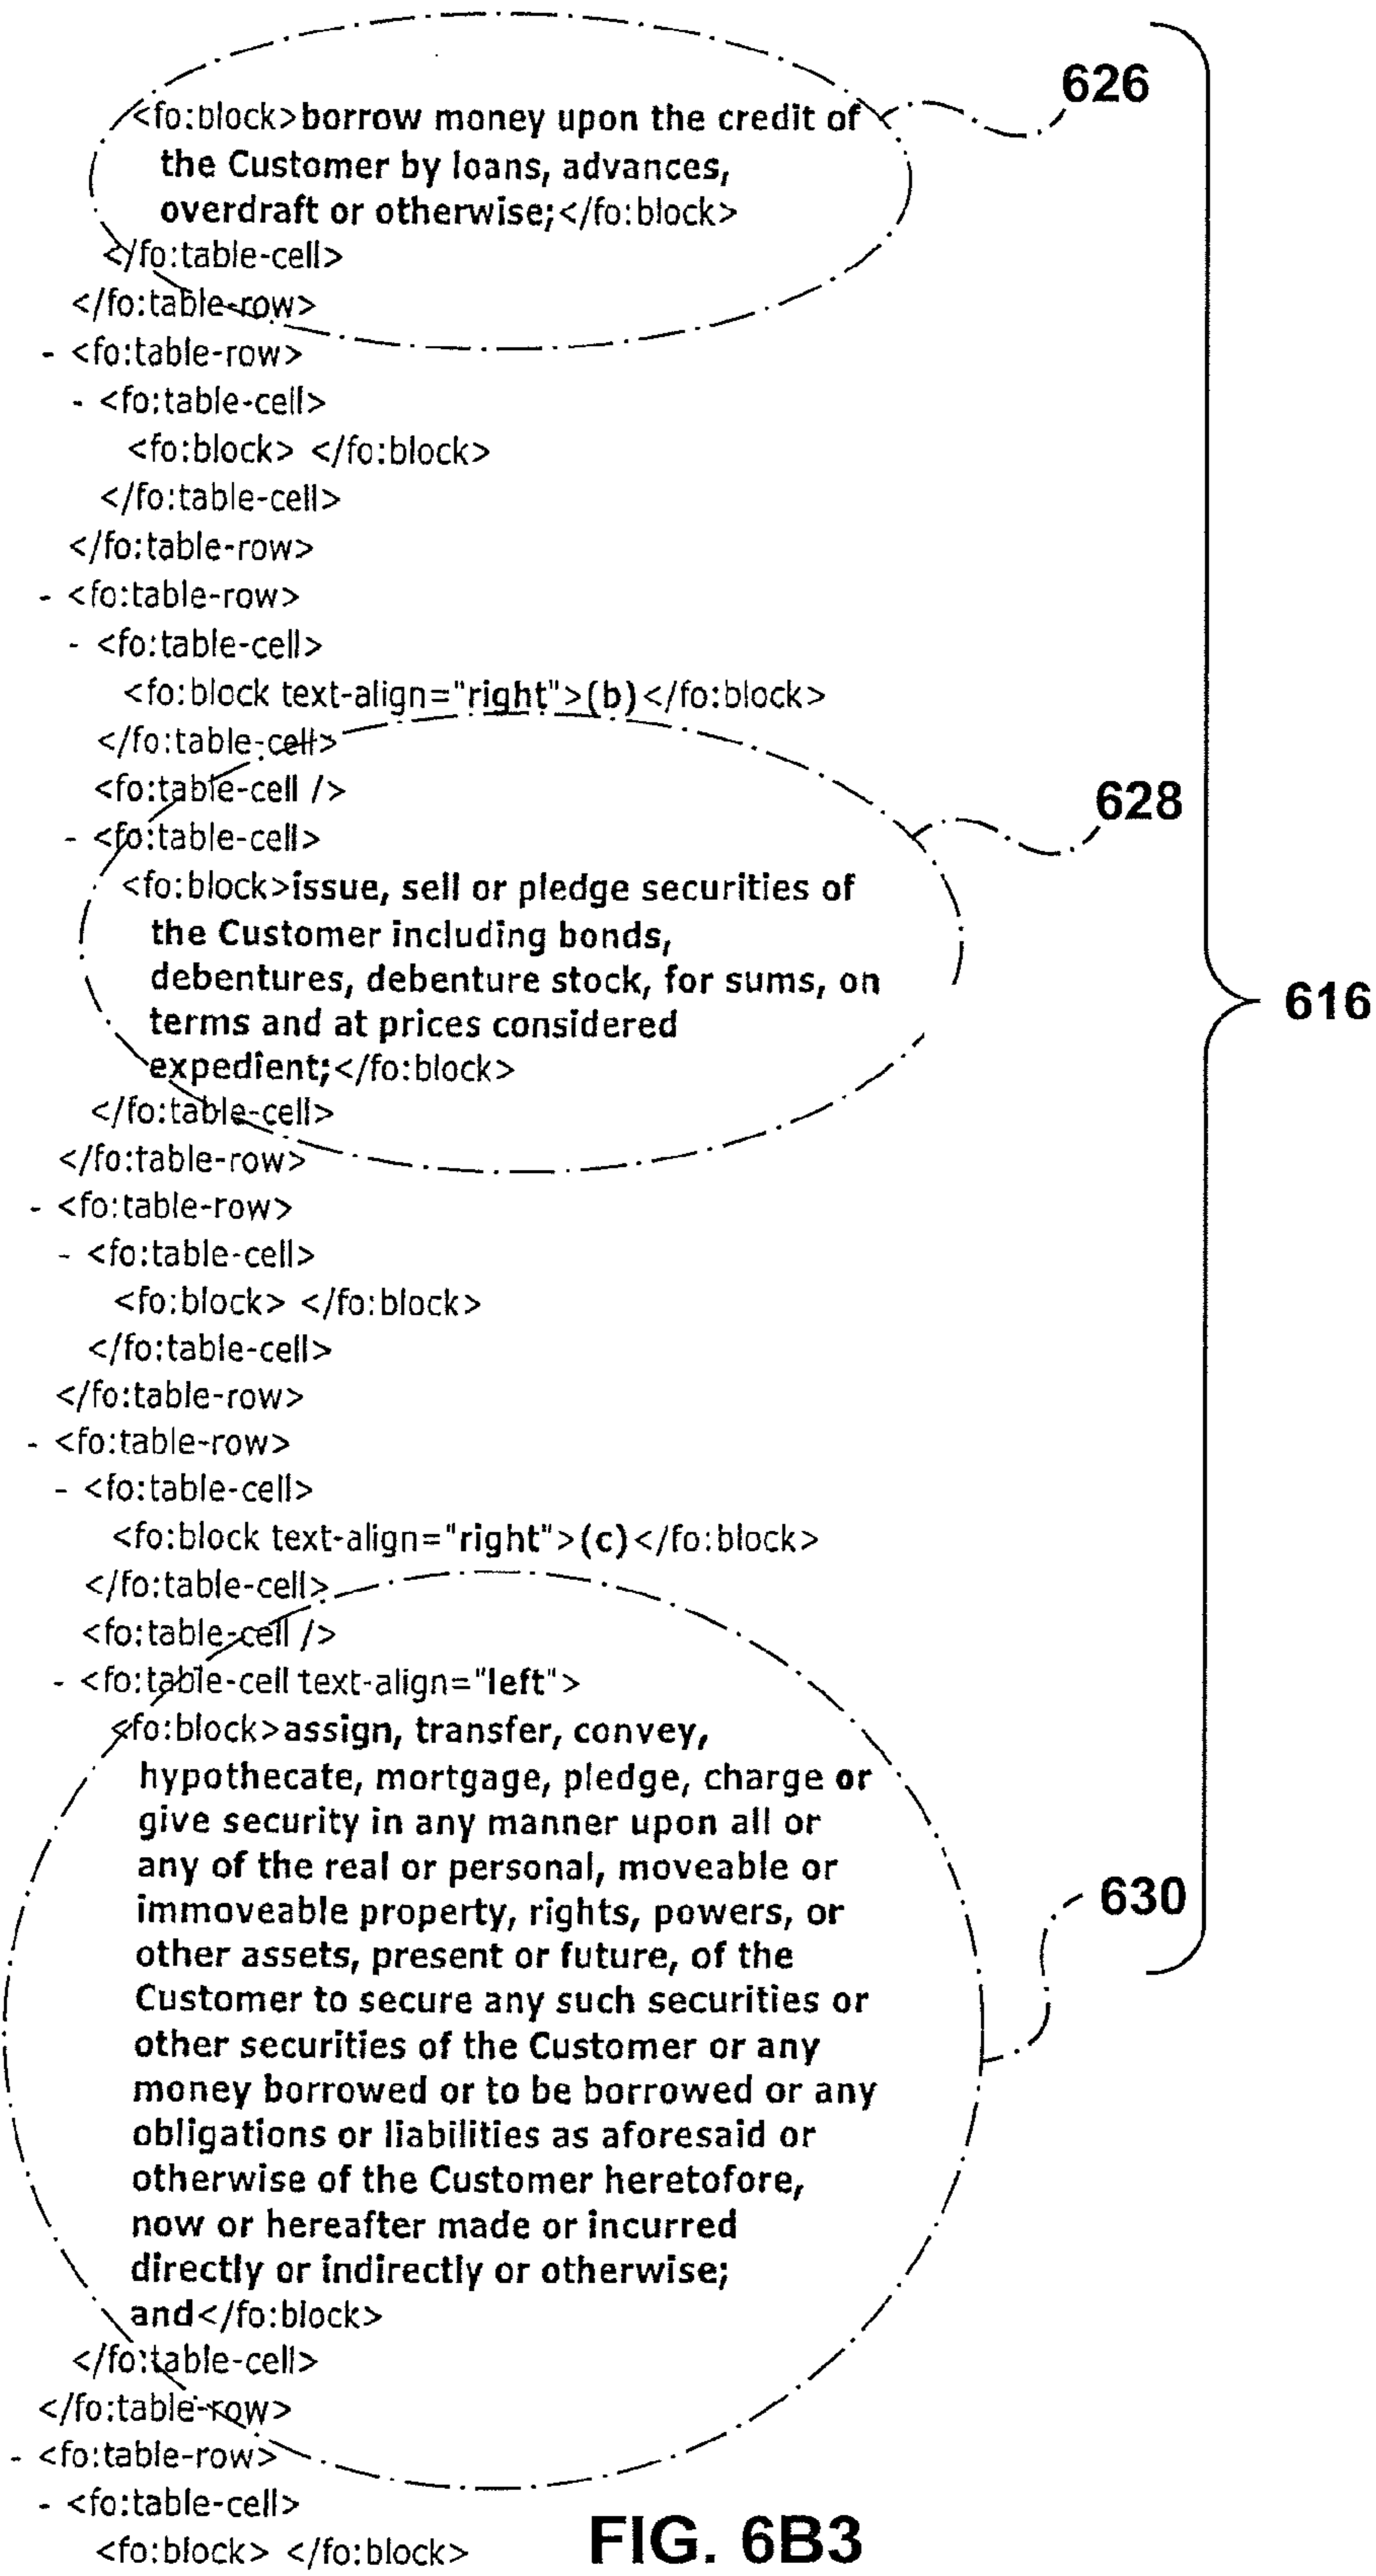 626
<fo:block>borrow money upon the credit of
the Customer by loans, advances,
overdraft or otherwise;</fo:block>
</fo:table-cell>
</fo:table-row>
- <fo:table-row>
- <fo:table-cell>
<fo:block> </fo:block>
</fo:table-cell>
</fo:table-row>
- <fo:table-row>
- <fo:table-cell>
<fo:block text-align="right">(b)</fo:block>
</fo:table-cell>
<fo:table-cell />
628
- <fo:table-cell>
<fo:block>issue, sell or pledge securities of
the Customer including bonds,
debentures, debenture stock, for sums, on
616
terms and at prices considered
expedient;</fo:block>
</fo:table-cell>
</fo:table-row>
- <fo:table-row>
- <fo:table-cell>
<fo:block> </fo:block>
</fo:table-cell>
</fo:table-row>
- <fo:table-row>
- <fo:table-cell>
<fo:block text-align="right">(c)</fo:block>
</fo:table-cell>
<fo:table-cell />
- <fo:table-cell text-align="left">
<fo:block>assign, transfer, convey,
hypothecate, mortgage, pledge, charge or
give security in any manner upon all or
any of the real or personal, moveable or
630
immoveable property, rights, powers, or
other assets, present or future, of the
Customer to secure any such securities or
other securities of the Customer or any
money borrowed or to be borrowed or any
obligations or liabilities as aforesaid or
otherwise of the Customer heretofore,
now or hereafter made or incurred
directly or indirectly or otherwise;
and</fo:block>
</fo:table-cell>
</fo:table-row>
- <fo:table-row>
- <fo:table-cell>
<fo:block> </fo:block>
FIG. 6B3